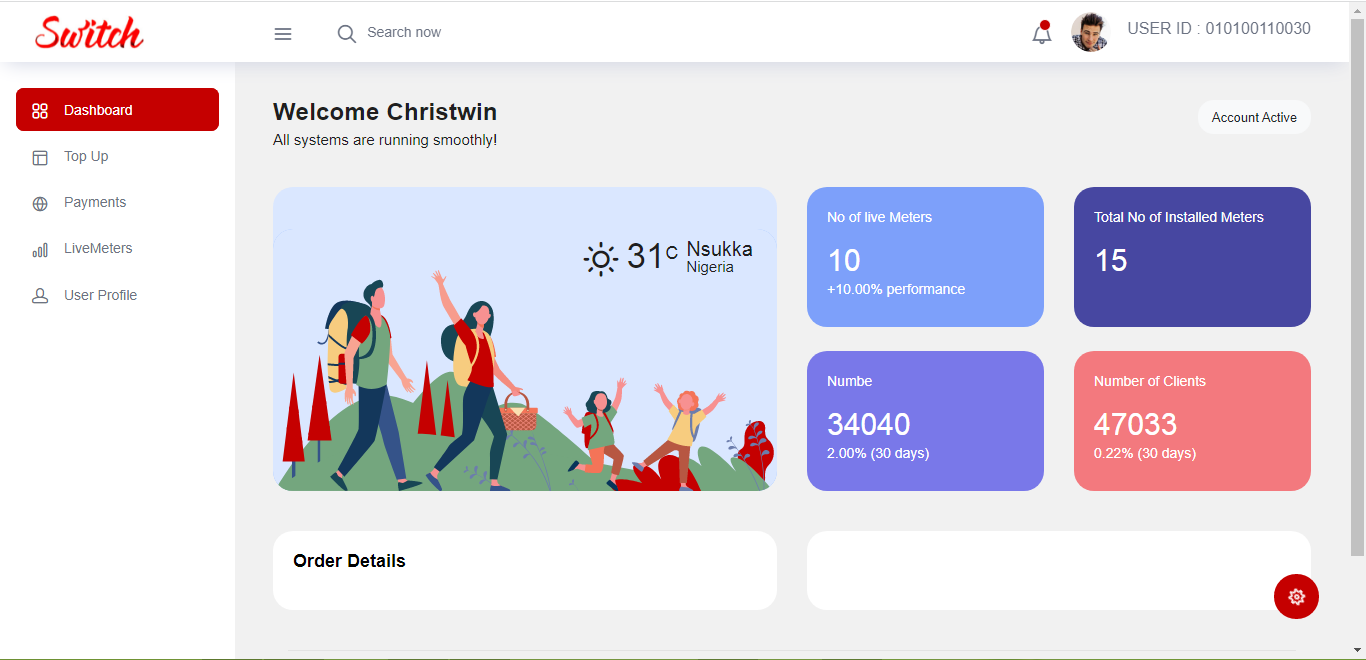 Switch
Search now
USER ID : 010100110030
Dashboard
Top Up
Payments
LiveMeters
User Profile
Welcome Christwin
All systems are running smoothly!
Account Active
31C
Nsukka
Nigeria
No of live Meters
10
+10.00% performance
Total No of Installed Meters
15
Numbe
34040
2.00% (30 days)
Number of Clients
47033
0.22% (30 days)
Order Details